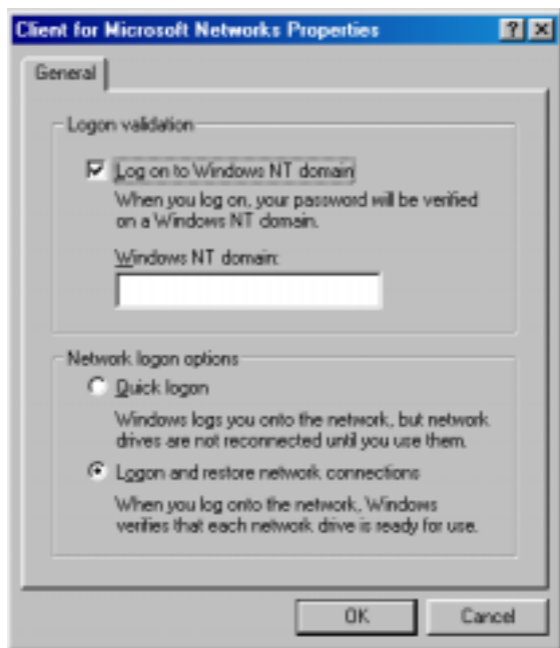 Client for Microsoft Networks Properties
General
Logon validation
Log on to Windows NT domain
When you log on, your password will be verified
on a Windows NT domain.
Windows NT domain:
Network logon options
Quick logon
Windows logs you onto the network, but network
drives are not reconnected until you use them.
Logon and restore network connections
When you log onto the network, Windows
verifies that each network drive is ready for use.
OK Cancel